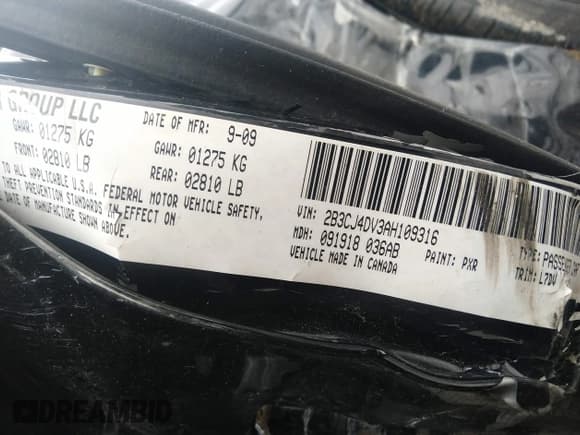 GROUP LLC
DATE OF MFR: 9-09
GAWR: 01275 KG
FRONT: 02810 LB
GAWR: 01275 KG
REAR: 02810 LB
TO ALL APPLICABLE U.S.A. FEDERAL MOTOR VEHICLE SAFETY,
THEFT PREVENTION STANDARDS IN EFFECT ON
DATE OF MANUFACTURE SHOWN ABOVE.
VIN: 2B3CJ4DV3AH109316
TYPE:
MDH: 091918 036AB
PAINT: PXR
TRIM: L7DV
VEHICLE MADE IN CANADA
DREAMBID